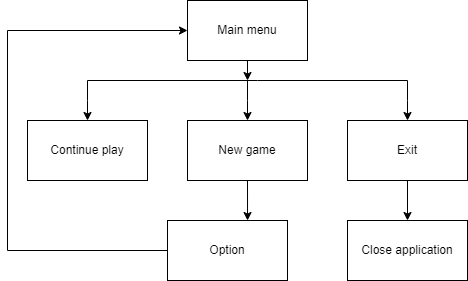 Main menu
Continue play
New game
Exit
Option
Close application